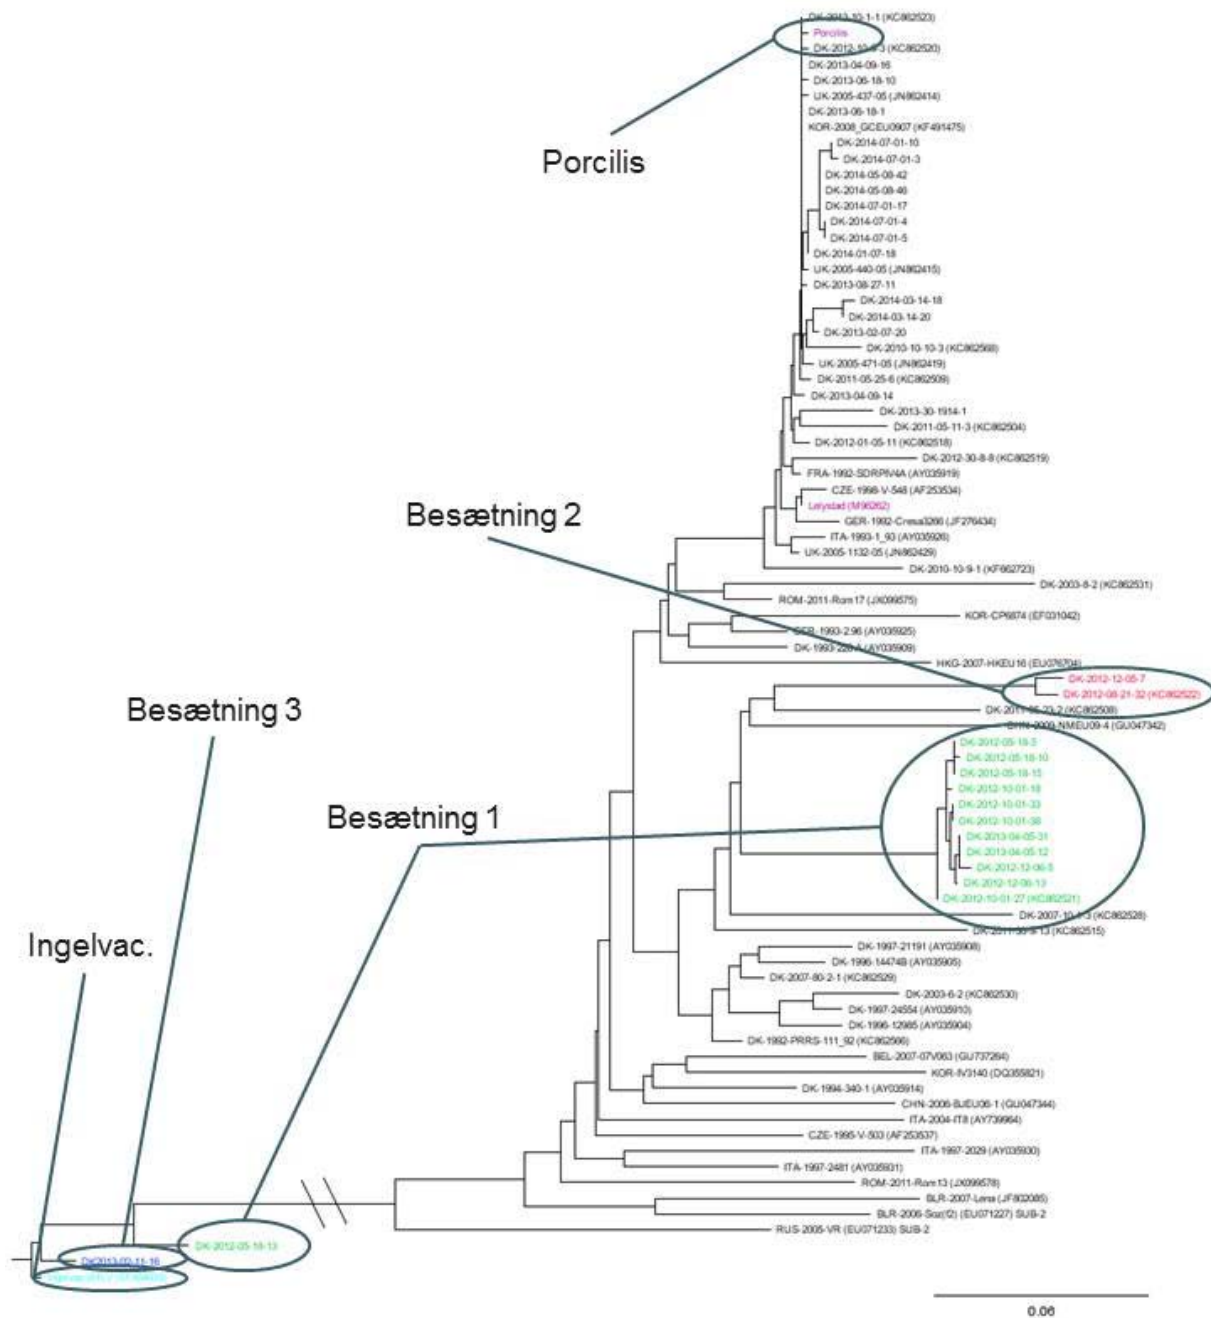 DK-2013-10-1-1 (KC862523)
Porcilis
DK-2012-10-3 (KC862520)
DK-2013-04-09-16
DK-2013-06-18-10
UK-2005-437-05 (JN862414)
DK-2013-06-18-1
KOR-2008_GCEU0907 (KF491475)
DK-2014-07-01-10
DK-2014-07-01-3
Porcilis
DK-2014-05-08-42
DK-2014-05-08-46
DK-2014-07-01-17
DK-2014-07-01-4
DK-2014-07-01-5
DK-2014-01-07-18
UK-2005-440-05 (JN862415)
DK-2013-08-27-11
DK-2014-03-14-18
DK-2014-03-14-20
DK-2013-02-07-20
DK-2010-10-10-3 (KC862568)
UK-2005-471-05 (JN862419)
DK-2011-05-25-6 (KC862509)
DK-2013-04-09-14
DK-2013-30-1914-1
DK-2011-05-11-3 (KC862504)
DK-2012-01-05-11 (KC862518)
DK-2012-30-8-8 (KC862519)
FRA-1992-SDRPIV4A (AY035919)
CZE-1998-V-546 (AF253534)
Lelystad (M96262)
Besætning 2
GER-1992-Cresa3266 (JF276434)
ITA-1993-1_93 (AY035926)
UK-2005-1132-05 (JN862429)
DK-2010-10-9-1 (KF662723)
DK-2003-8-2 (KC862531)
ROM-2011-Rom17 (JX099575)
KOR-CP6874 (EF031042)
GER-1993-2.96 (AY035925)
DK-1993-228-A (AY035909)
HKG-2007-HKEU16 (EU076704)
DK-2012-12-05-7
DK-2012-08-21-32 (KC862522)
Besætning 3
DK-2011-05-23-2 (KC862508)
CHN-2009-NMEU09-4 (GU047342)
DK-2012-05-18-5
DK-2012-05-18-10
DK-2012-05-18-15
DK-2012-10-01-18
DK-2012-10-01-33
Besætning 1
DK-2012-10-01-38
DK-2013-04-05-31
DK-2013-04-05-12
DK-2012-12-06-5
DK-2012-12-06-13
DK-2012-10-01-27 (KC862521)
DK-2007-10-1-3 (KC862528)
DK-2011-30-9-13 (KC862515)
Ingelvac.
DK-1997-21191 (AY035908)
DK-1996-14474B (AY035905)
DK-2007-80-2-1 (KC862529)
DK-2003-6-2 (KC862530)
DK-1997-24554 (AY035910)
DK-1996-12985 (AY035904)
DK-1992-PRRS-111_92 (KC862566)
BEL-2007-07V063 (GU737264)
KOR-IV3140 (DQ355821)
DK-1994-340-1 (AY035914)
CHN-2006-BJEU06-1 (GU047344)
ITA-2004-IT8 (AY739964)
CZE-1995-V-503 (AF253537)
ITA-1997-2029 (AY035930)
ITA-1997-2481 (AY035931)
ROM-2011-Rom13 (JX099578)
BLR-2007-Lena (JF802085)
BLR-2006-Soz(f2) (EU071227) SUB-2
RUS-2005-VR (EU071233) SUB-2
DK-2012-05-18-13
DK2013-02-11-16
0.06